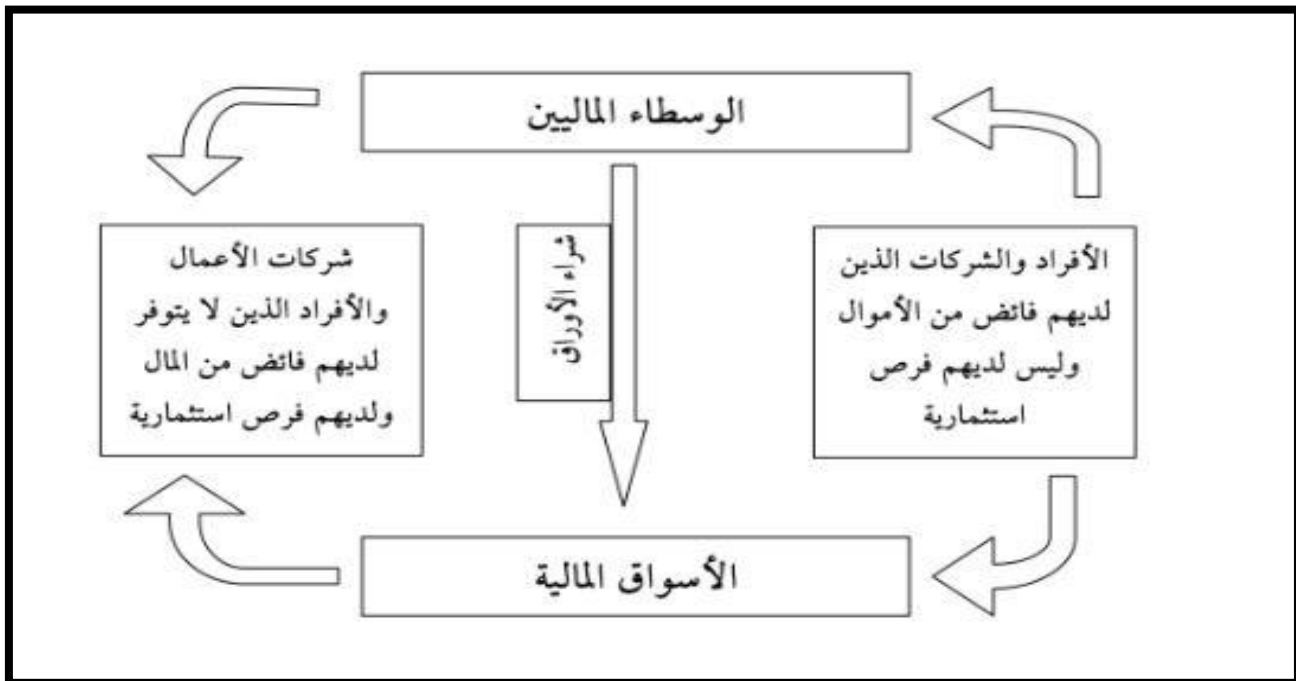 الوسطاء الماليين
الأفراد والشركات الذين
لديهم فائض من الأموال
وليس لديهم فرص
استثمارية
شراء الأوراق
شركات الأعمال
والأفراد الذين لا يتوفر
لديهم فائض من المال
ولديهم فرص استثمارية
الأسواق المالية